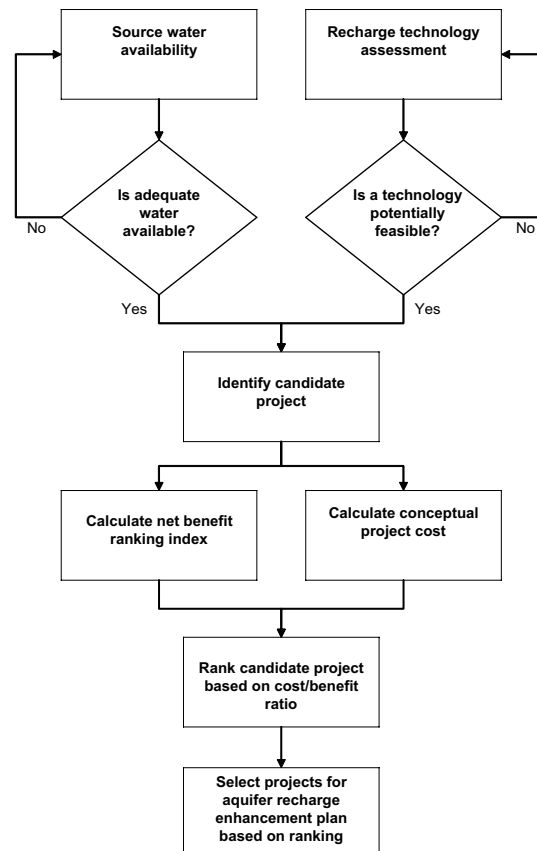 Source water
availability
Recharge technology
assessment
Is adequate
water
available?
Is a technology
potentially
feasible?
No
No
Yes
Yes
Identify candidate
project
Calculate net benefit
ranking index
Calculate conceptual
project cost
Rank candidate project
based on cost/benefit
ratio
Select projects for
aquifer recharge
enhancement plan
based on ranking